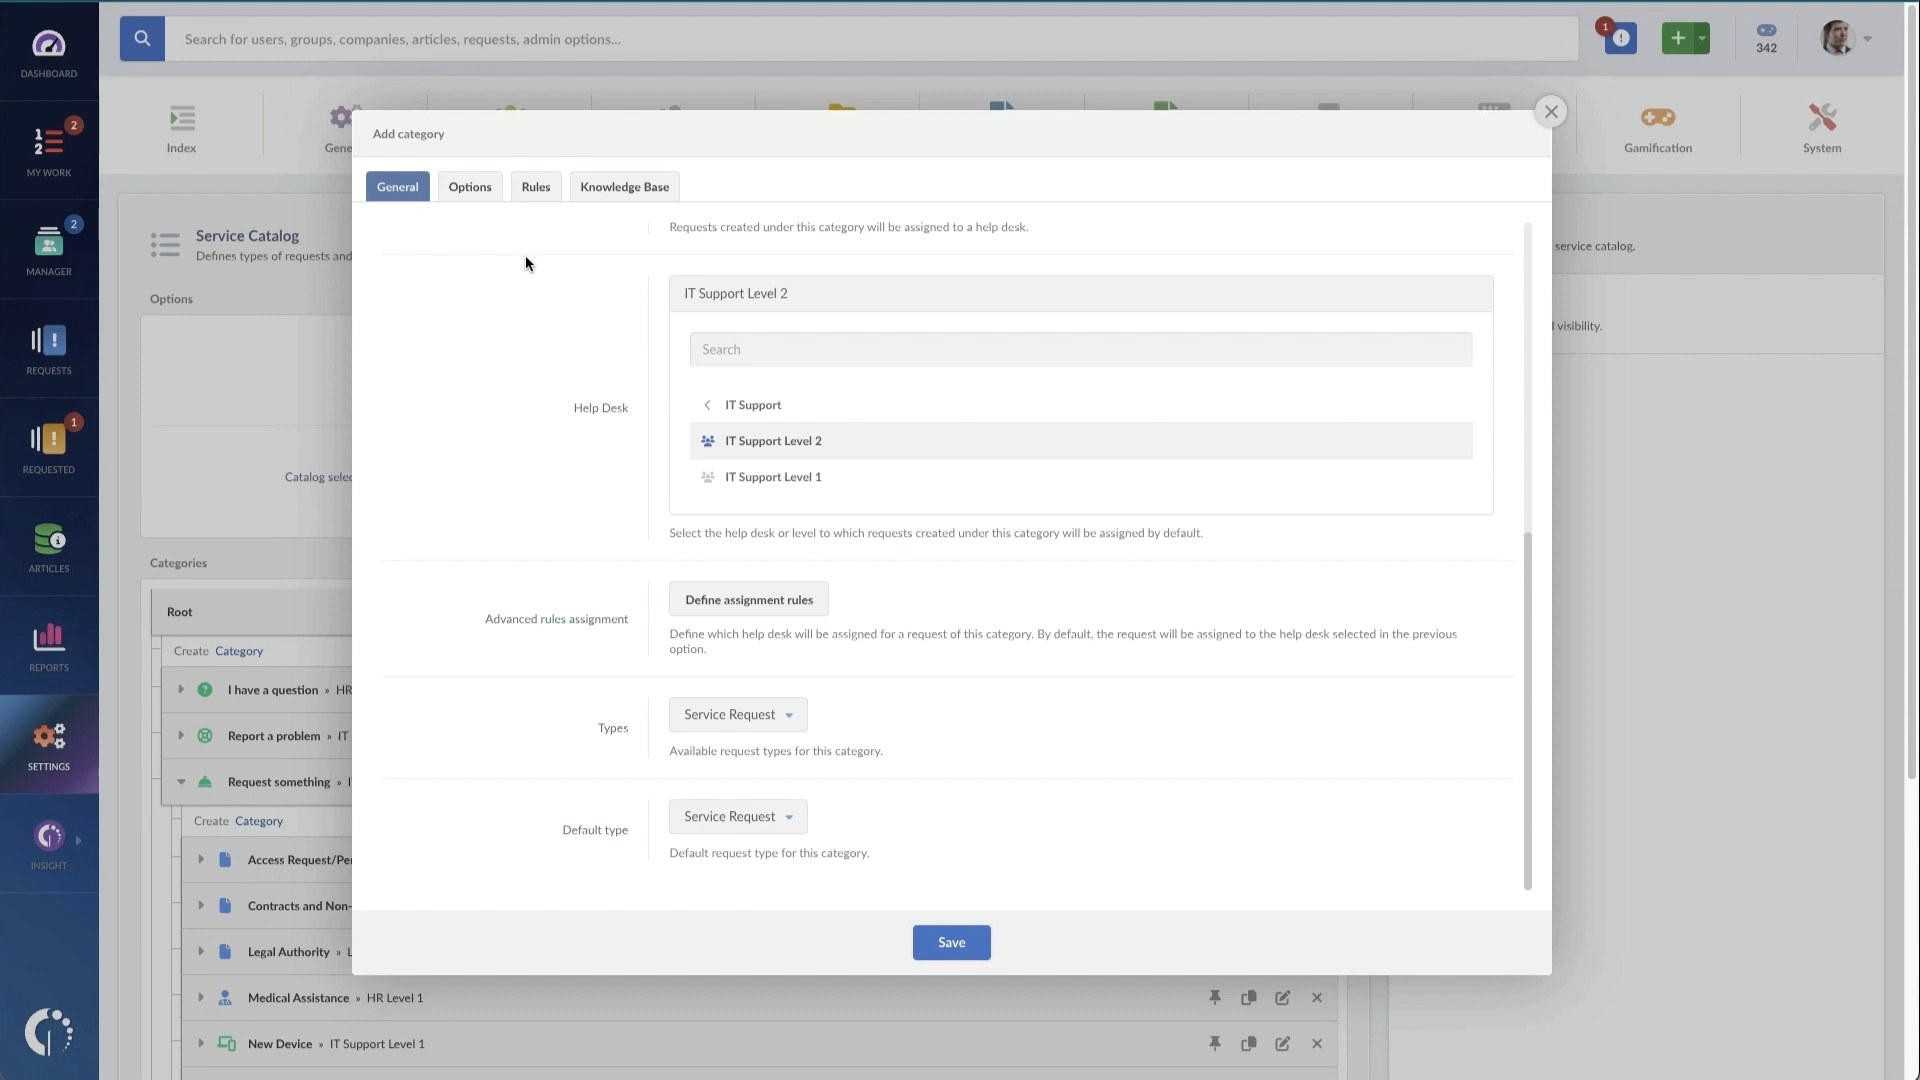 Search for users, groups, companies, articles, requests, admin options...
1
342
DASHBOARD
2
MY WORK
2
MANAGER
REQUESTS
1
REQUESTED
ARTICLES
REPORTS
SETTINGS
INSIGHT
Index
Gene
Gamification
System
Add category
General
Options
Rules
Knowledge Base
Service Catalog
Defines types of requests and
Options
Catalog selec
service catalog.
visibility.
Requests created under this category will be assigned to a help desk.
Help Desk
IT Support Level 2
Search
IT Support
IT Support Level 2
IT Support Level 1
Select the help desk or level to which requests created under this category will be assigned by default.
Advanced rules assignment
Define assignment rules
Define which help desk will be assigned for a request of this category. By default, the request will be assigned to the help desk selected in the previous
option.
Types
Service Request
Available request types for this category.
Default type
Service Request
Default request type for this category.
Save
Categories
Root
Create Category
I have a question » HR
Report a problem » IT
Request something » I
Create Category
Access Request/Per
Contracts and Non-
Legal Authority » L
Medical Assistance » HR Level 1
New Device » IT Support Level 1